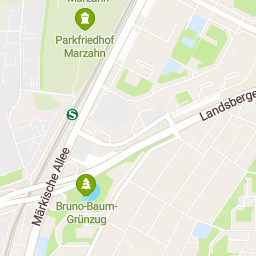 Marzahn
Parkfriedhof
Marzahn
S
Landsberge
Märkische Allee
Bruno-Baum-
Grünzug